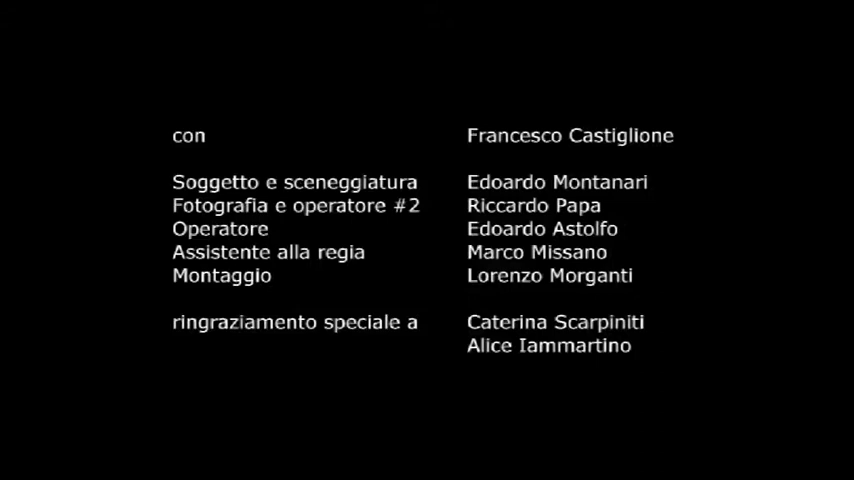 con Francesco Castiglione
Soggetto e sceneggiatura Edoardo Montanari
Fotografia e operatore #2 Riccardo Papa
Operatore Edoardo Astolfo
Assistente alla regia Marco Missano
Montaggio Lorenzo Morganti
ringraziamento speciale a Caterina Scarpiniti
Alice Iammartino